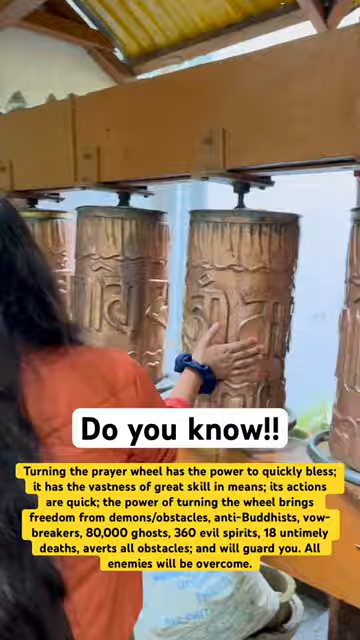 Do you know!!
Turning the prayer wheel has the power to quickly bless;
it has the vastness of great skill in means; its actions
are quick; the power of turning the wheel brings
freedom from demons/obstacles, anti-Buddhists, vow-
breakers, 80,000 ghosts, 360 evil spirits, 18 untimely
deaths, averts all obstacles; and will guard you. All
enemies will be overcome.